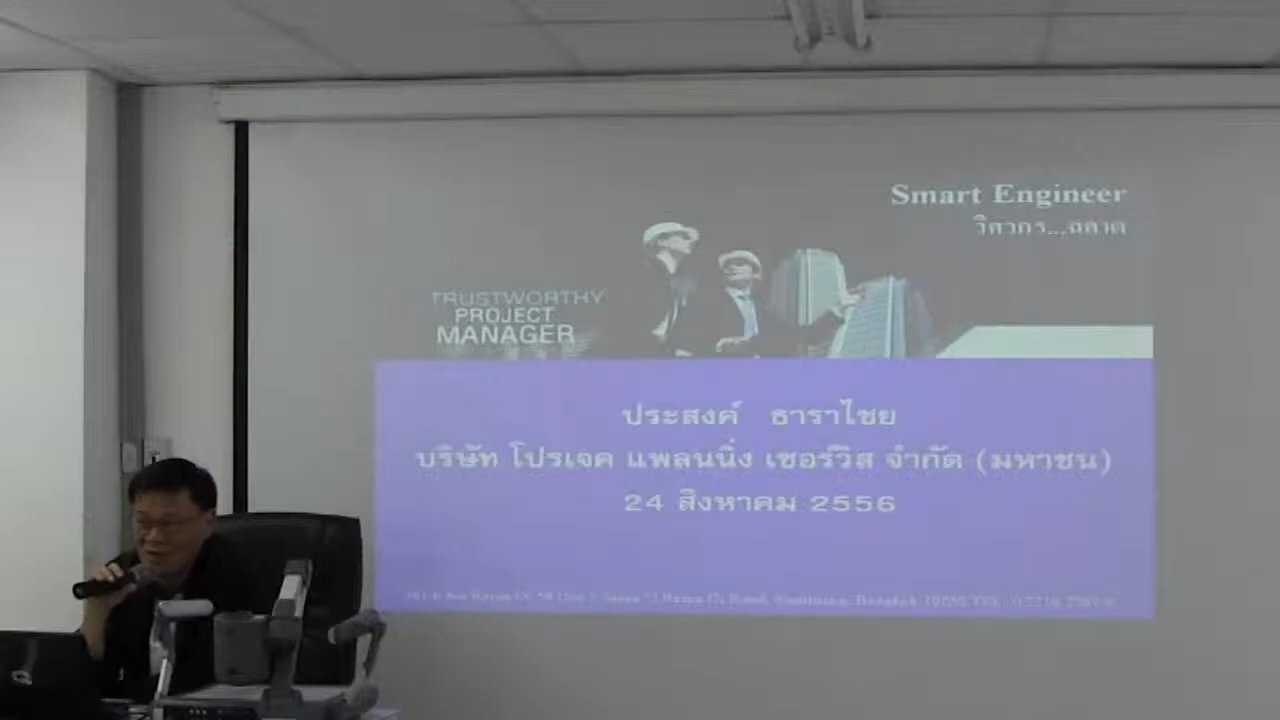 Smart Engineer
วิศวกร...ฉลาด
TRUSTWORTHY
PROJECT
MANAGER
ประสงค์ ธาราไชย
บริษัท โปรเจค แพลนนิ่ง เซอร์วิส จำกัด (มหาชน)
24 สิงหาคม 2556
Bangkok